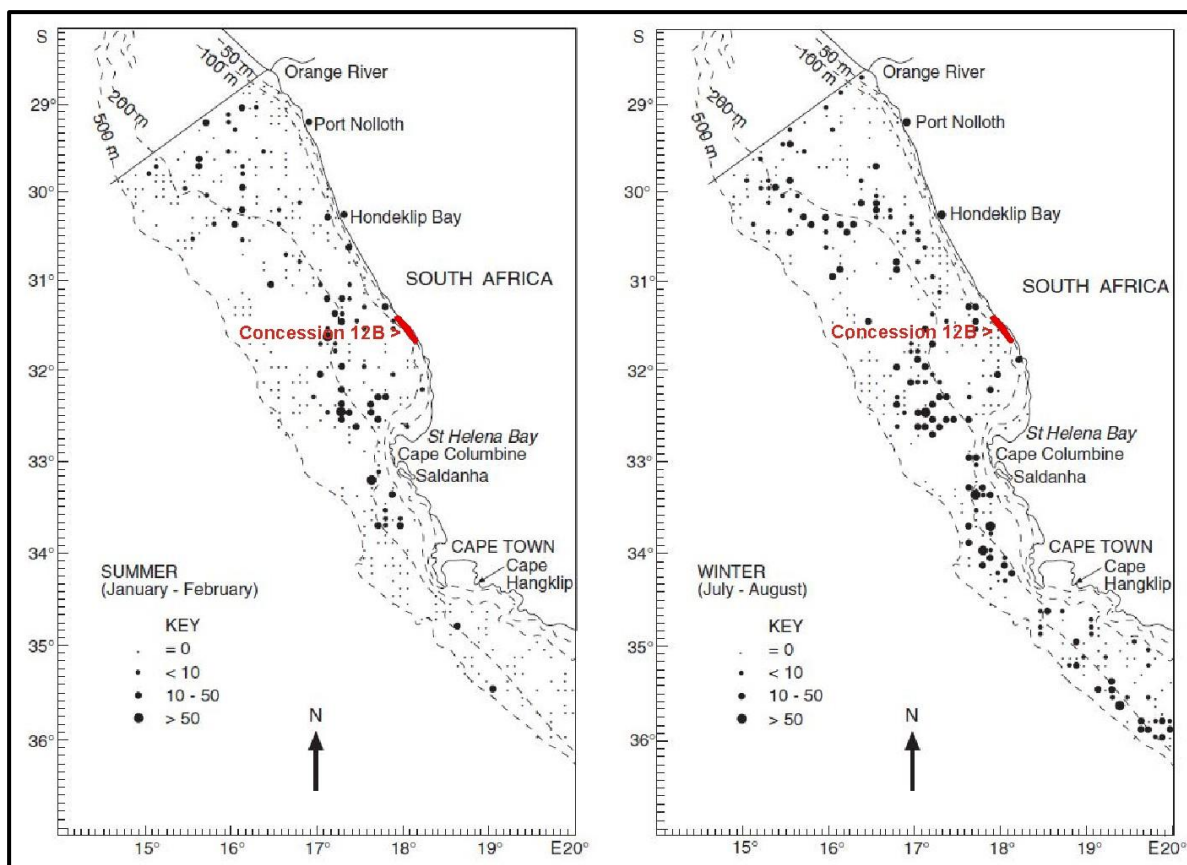 S
50 m
100 m
200 m
500 m
Orange River
29°
Port Nolloth
30°
Hondeklip Bay
31°
SOUTH AFRICA
Concession 12B >
32°
St Helena Bay
33°
Cape Columbine
Saldanha
34°
CAPE TOWN
Cape
Hangklip
SUMMER
(January - February)
KEY
= 0
< 10
10 - 50
> 50
35°
36°
N
15°
16°
17°
18°
19°
E20°
S
50 m
100 m
200 m
500 m
Orange River
29°
Port Nolloth
30°
Hondeklip Bay
31°
SOUTH AFRICA
Concession 12B >
32°
St Helena Bay
33°
Cape Columbine
Saldanha
34°
CAPE TOWN
Cape
Hangklip
WINTER
(July - August)
KEY
= 0
< 10
10 - 50
> 50
35°
36°
N
15°
16°
17°
18°
19°
E20°